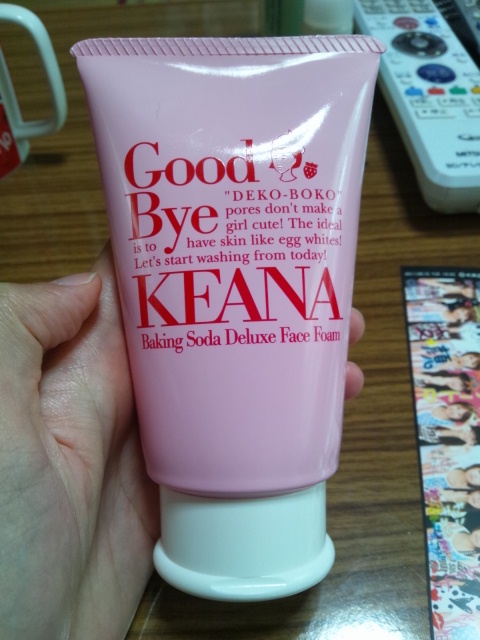 Good
Bye
"DEKO-BOKO"
pores don't make a
girl cute! The ideal
is to have skin like egg whites!
Let's start washing from today!
KEANA
Baking Soda Deluxe Face Foam